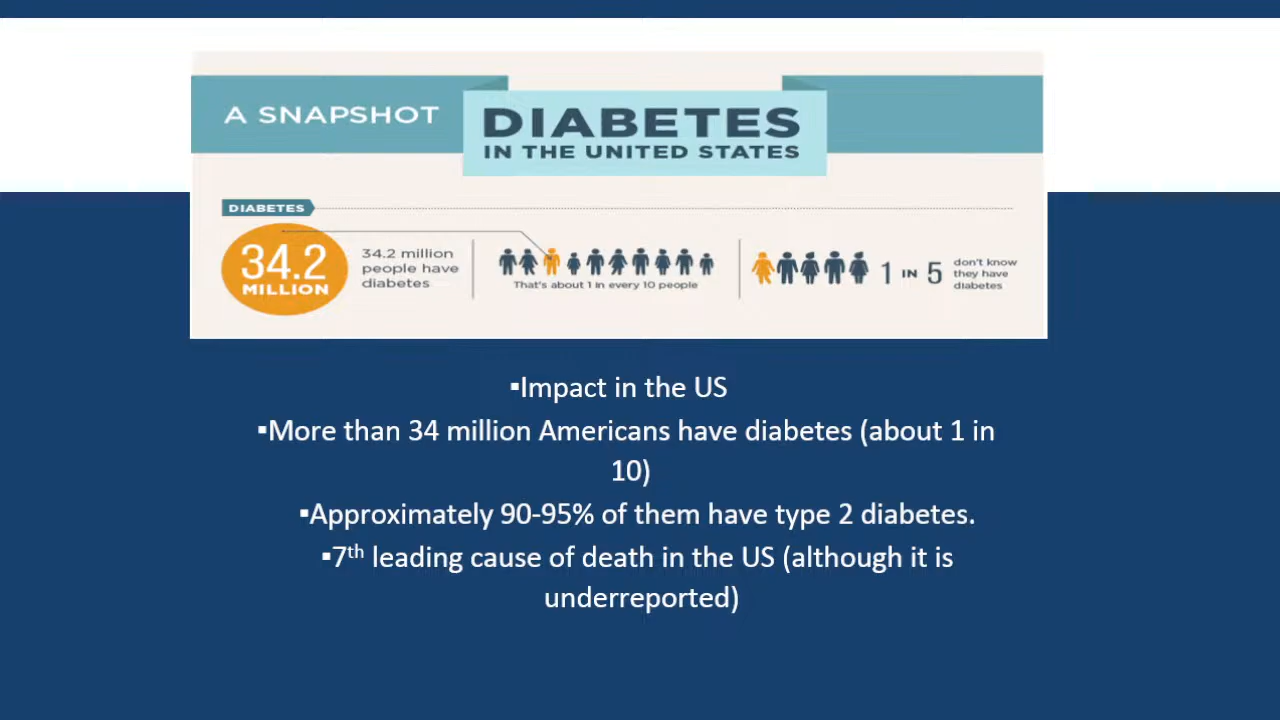 A SNAPSHOT
DIABETES
IN THE UNITED STATES
DIABETES
34.2
MILLION
34.2 million
people have
diabetes
That's about 1 in every 10 people
1 IN 5
don't know
they have
diabetes
▪Impact in the US
▪More than 34 million Americans have diabetes (about 1 in
10)
▪Approximately 90-95% of them have type 2 diabetes.
▪7th leading cause of death in the US (although it is
underreported)